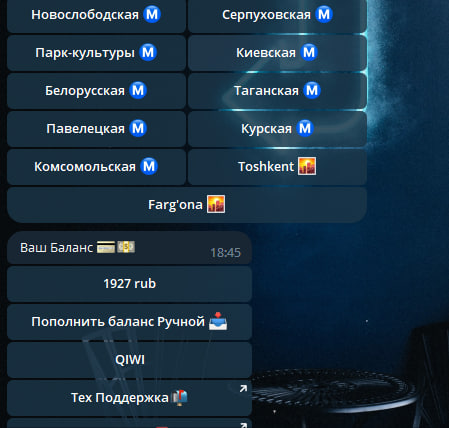 Новослободская Ⓜ️ Серпуховская Ⓜ️
Парк-культуры Ⓜ️ Киевская Ⓜ️
Белорусская Ⓜ️ Таганская Ⓜ️
Павелецкая Ⓜ️ Курская Ⓜ️
Комсомольская Ⓜ️ Toshkent 🌇
Farg'ona 🌇
Ваш Баланс 💳💵
18:45
1927 rub
Пополнить баланс Ручной 📥
QIWI
Тех Поддержка📬